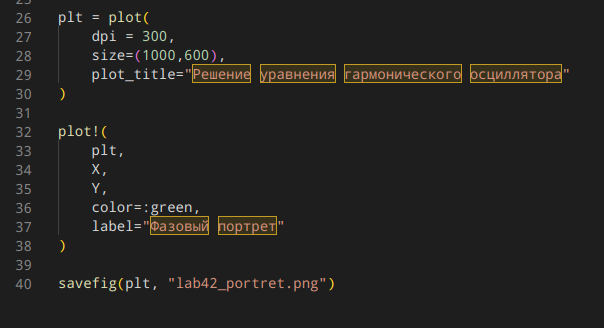 25
26 plt = plot(
27     dpi = 300,
28     size=(1000,600),
29     plot_title="Решение уравнения гармонического осциллятора"
30 )
31
32 plot!(
33     plt,
34     X,
35     Y,
36     color=:green,
37     label="Фазовый портрет"
38 )
39
40 savefig(plt, "lab42_portret.png")